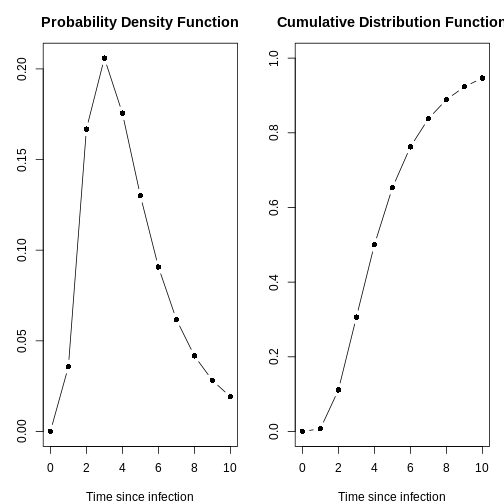 Probability Density Function
0.20
0.15
0.10
0.05
0.00
0 2 4 6 8 10
Time since infection
Cumulative Distribution Function
1.0
0.8
0.6
0.4
0.2
0.0
0 2 4 6 8 10
Time since infection